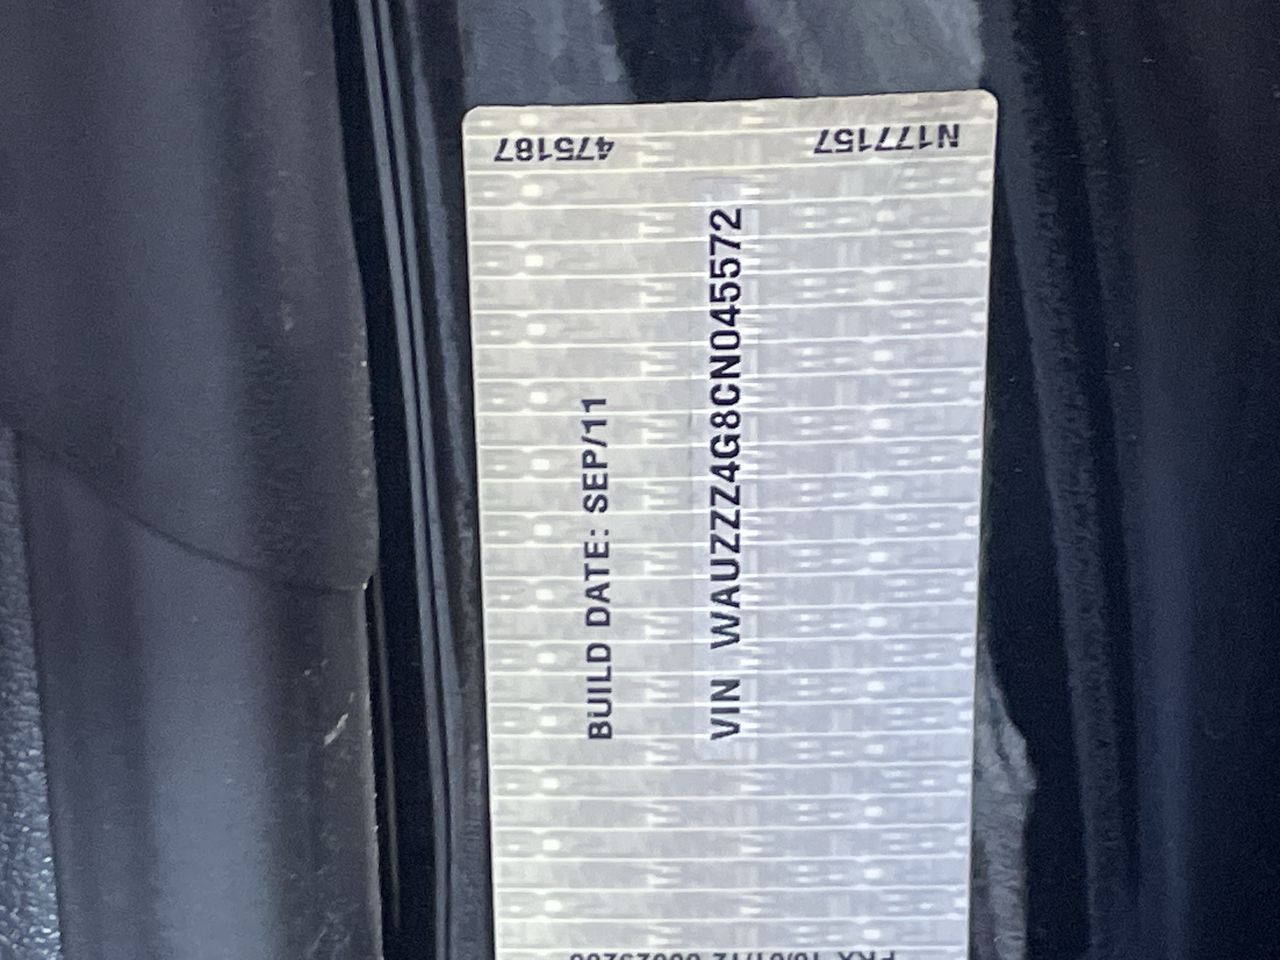 475187
N177157
BUILD DATE: SEP/11
VIN WAUZZZ4G8CN045572